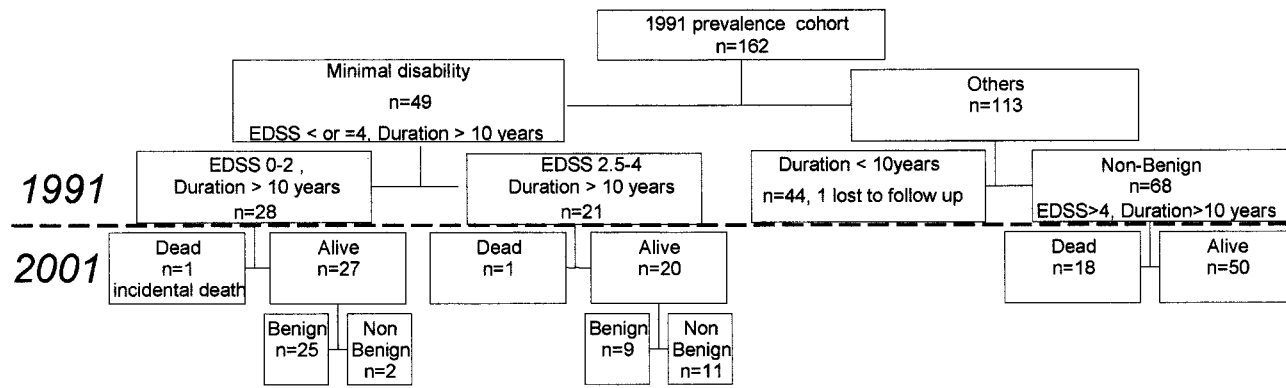 1991 prevalence cohort
n=162
Minimal disability
n=49
EDSS < or =4, Duration > 10 years
Others
n=113
1991
EDSS 0-2 ,
Duration > 10 years
n=28
EDSS 2.5-4
Duration > 10 years
n=21
Duration < 10years
n=44, 1 lost to follow up
Non-Benign
n=68
EDSS>4, Duration>10 years
2001
Dead
n=1
incidental death
Alive
n=27
Dead
n=1
Alive
n=20
Dead
n=18
Alive
n=50
Benign
n=25
Non
Benign
n=2
Benign
n=9
Non
Benign
n=11